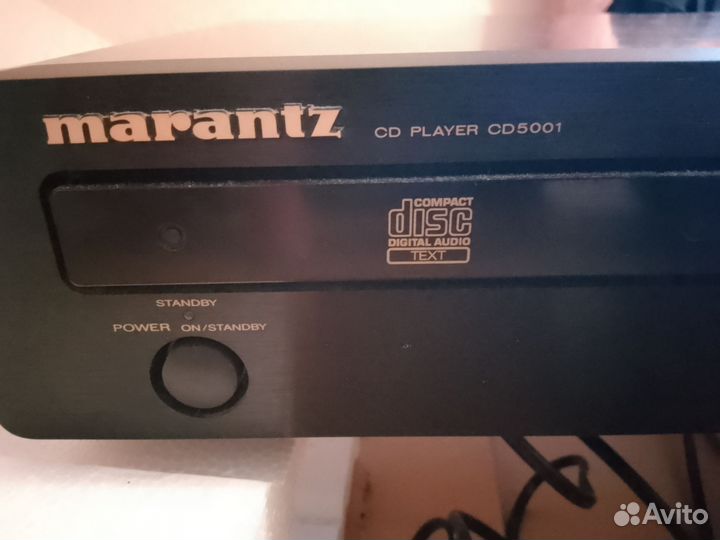 marantz CD PLAYER CD5001
COMPACT
disc
DIGITAL AUDIO
TEXT
STANDBY
POWER ON/STANDBY
Avito